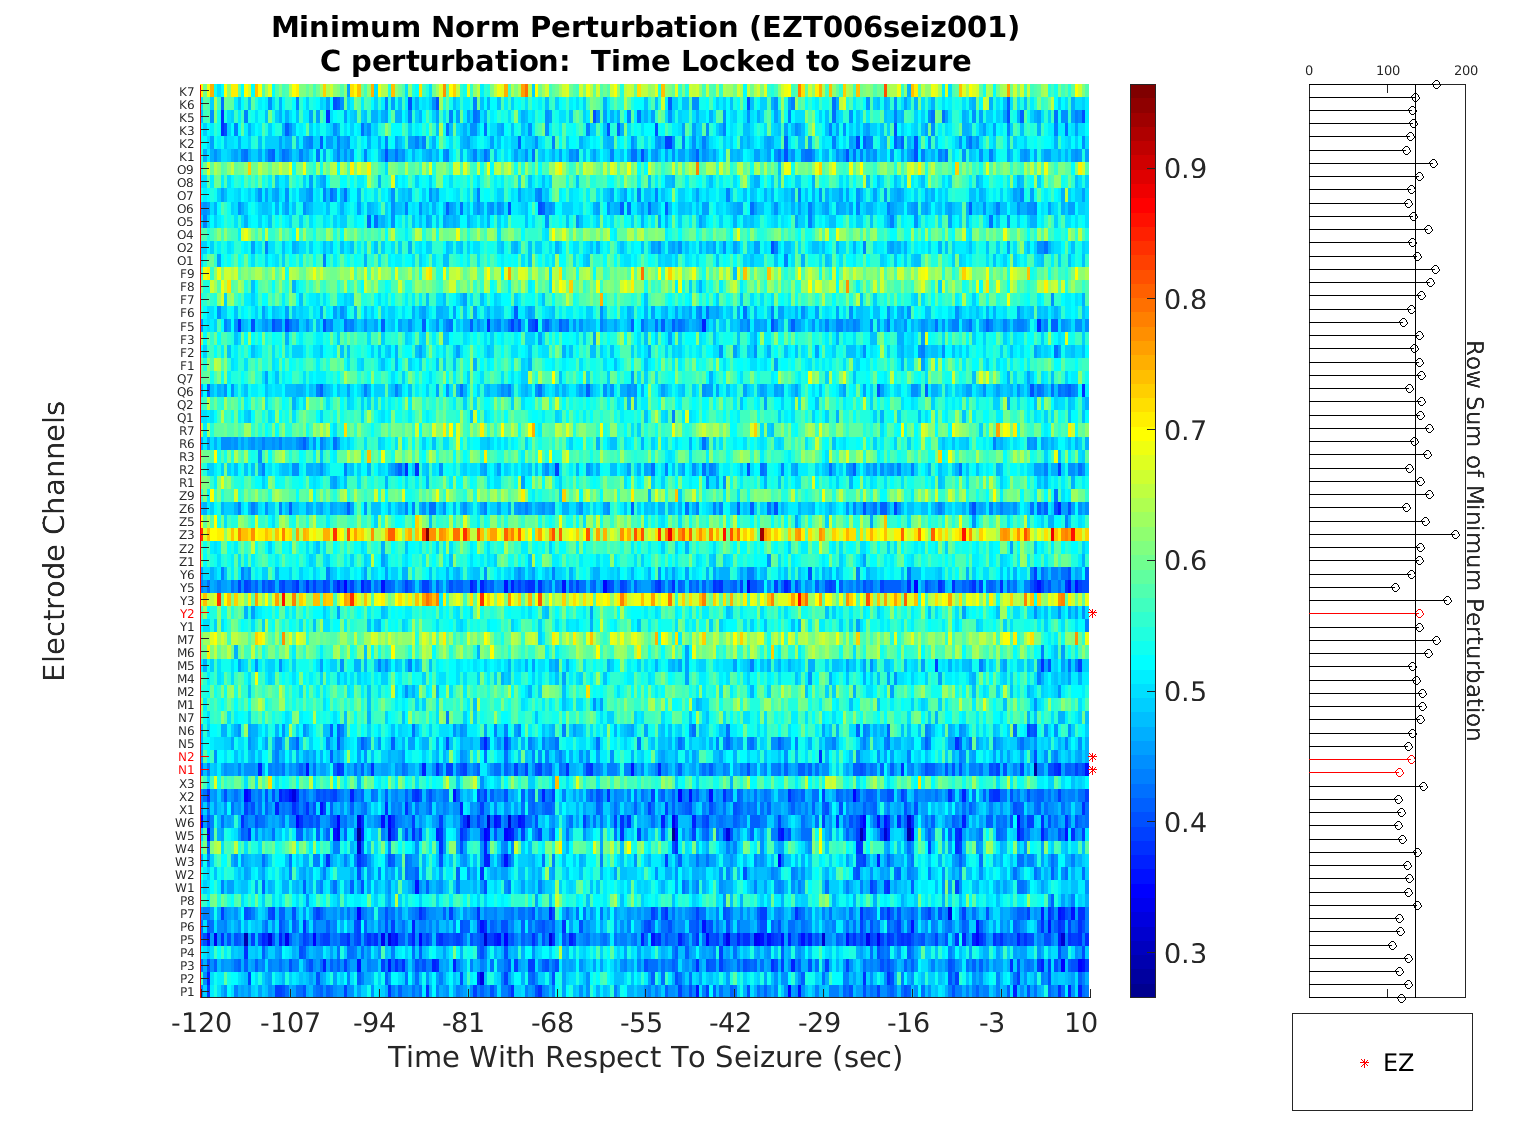 Minimum Norm Perturbation (EZT006seiz001)
C perturbation:  Time Locked to Seizure
Electrode Channels
K7
K6
K5
K3
K2
K1
O9
O8
O7
O6
O5
O4
O2
O1
F9
F8
F7
F6
F5
F3
F2
F1
Q7
Q6
Q2
Q1
R7
R6
R3
R2
R1
Z9
Z6
Z5
Z3
Z2
Z1
Y6
Y5
Y3
Y2
Y1
M7
M6
M5
M4
M2
M1
N7
N6
N5
N2
N1
X3
X2
X1
W6
W5
W4
W3
W2
W1
P8
P7
P6
P5
P4
P3
P2
P1
-120 -107 -94 -81 -68 -55 -42 -29 -16 -3 10
Time With Respect To Seizure (sec)
0.9
0.8
0.7
0.6
0.5
0.4
0.3
0 100 200
Row Sum of Minimum Perturbation
EZ